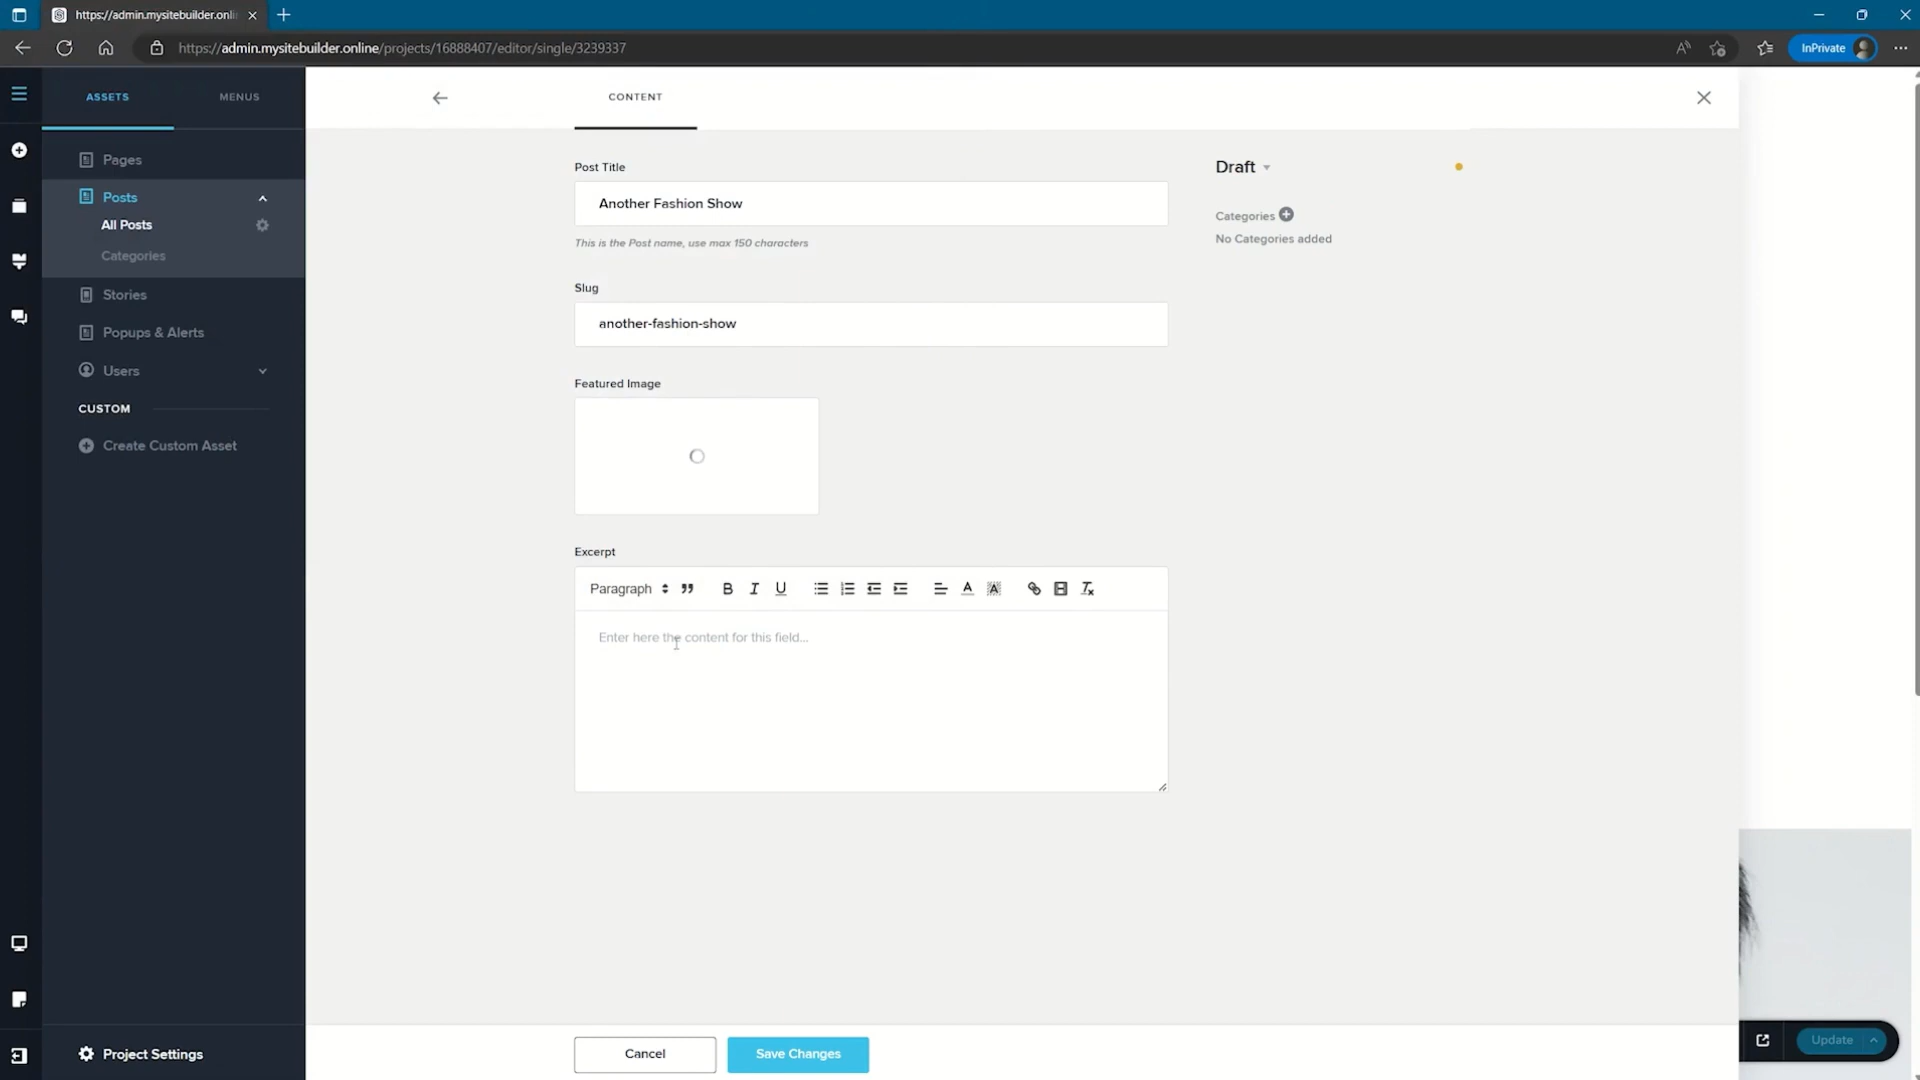 https://admin.mysitebuilder.onli
https://admin.mysitebuilder.online/projects/16888407/editor/single/3239337
InPrivate
ASSETS
MENUS
CONTENT
Pages
Posts
All Posts
Categories
Stories
Popups & Alerts
Users
CUSTOM
Create Custom Asset
Project Settings
Post Title
Another Fashion Show
This is the Post name, use max 150 characters
Slug
another-fashion-show
Featured Image
Excerpt
Paragraph
Enter here the content for this field...
Draft
Categories
No Categories added
Cancel
Save Changes
Update